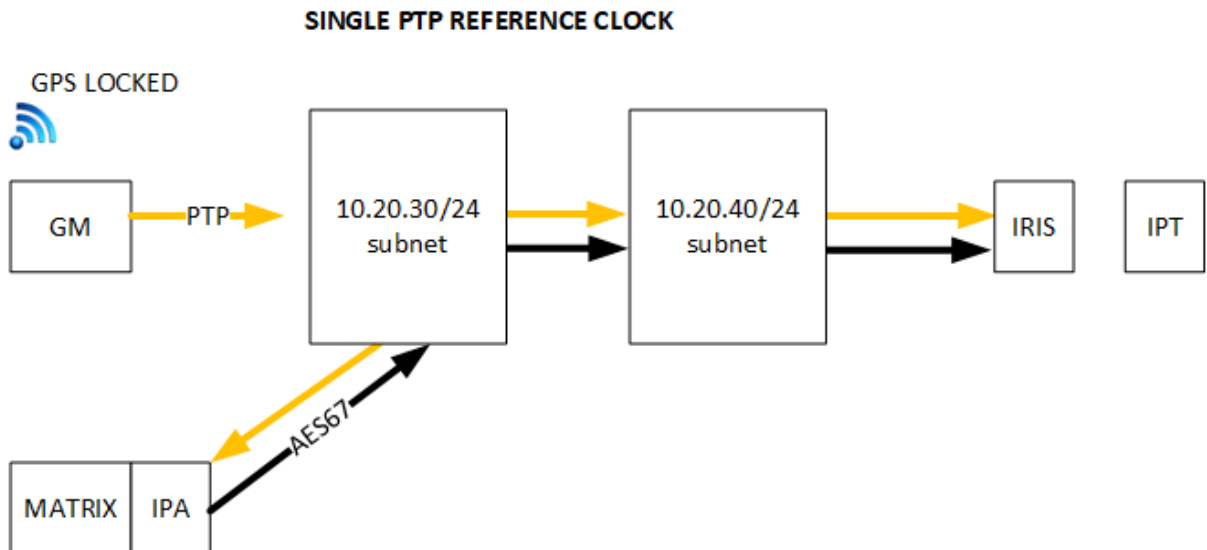 SINGLE PTP REFERENCE CLOCK
GPS LOCKED
GM
PTP
10.20.30/24
subnet
10.20.40/24
subnet
IRIS
IPT
AES67
MATRIX
IPA